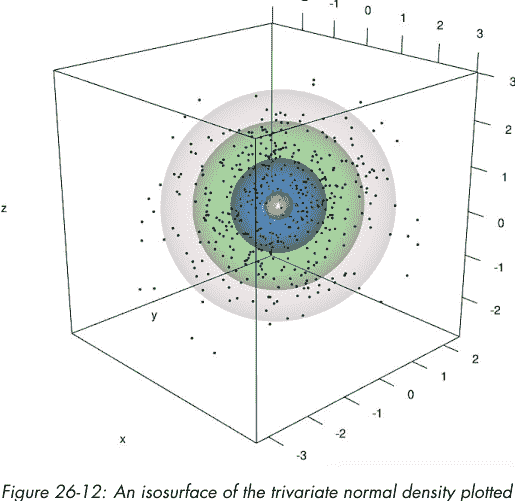 -1 0 1 2 3
3
2
1
0
-1
-2
z
y
x
-3 -2 -1 0 1 2
Figure 26-12: An isosurface of the trivariate normal density plotted